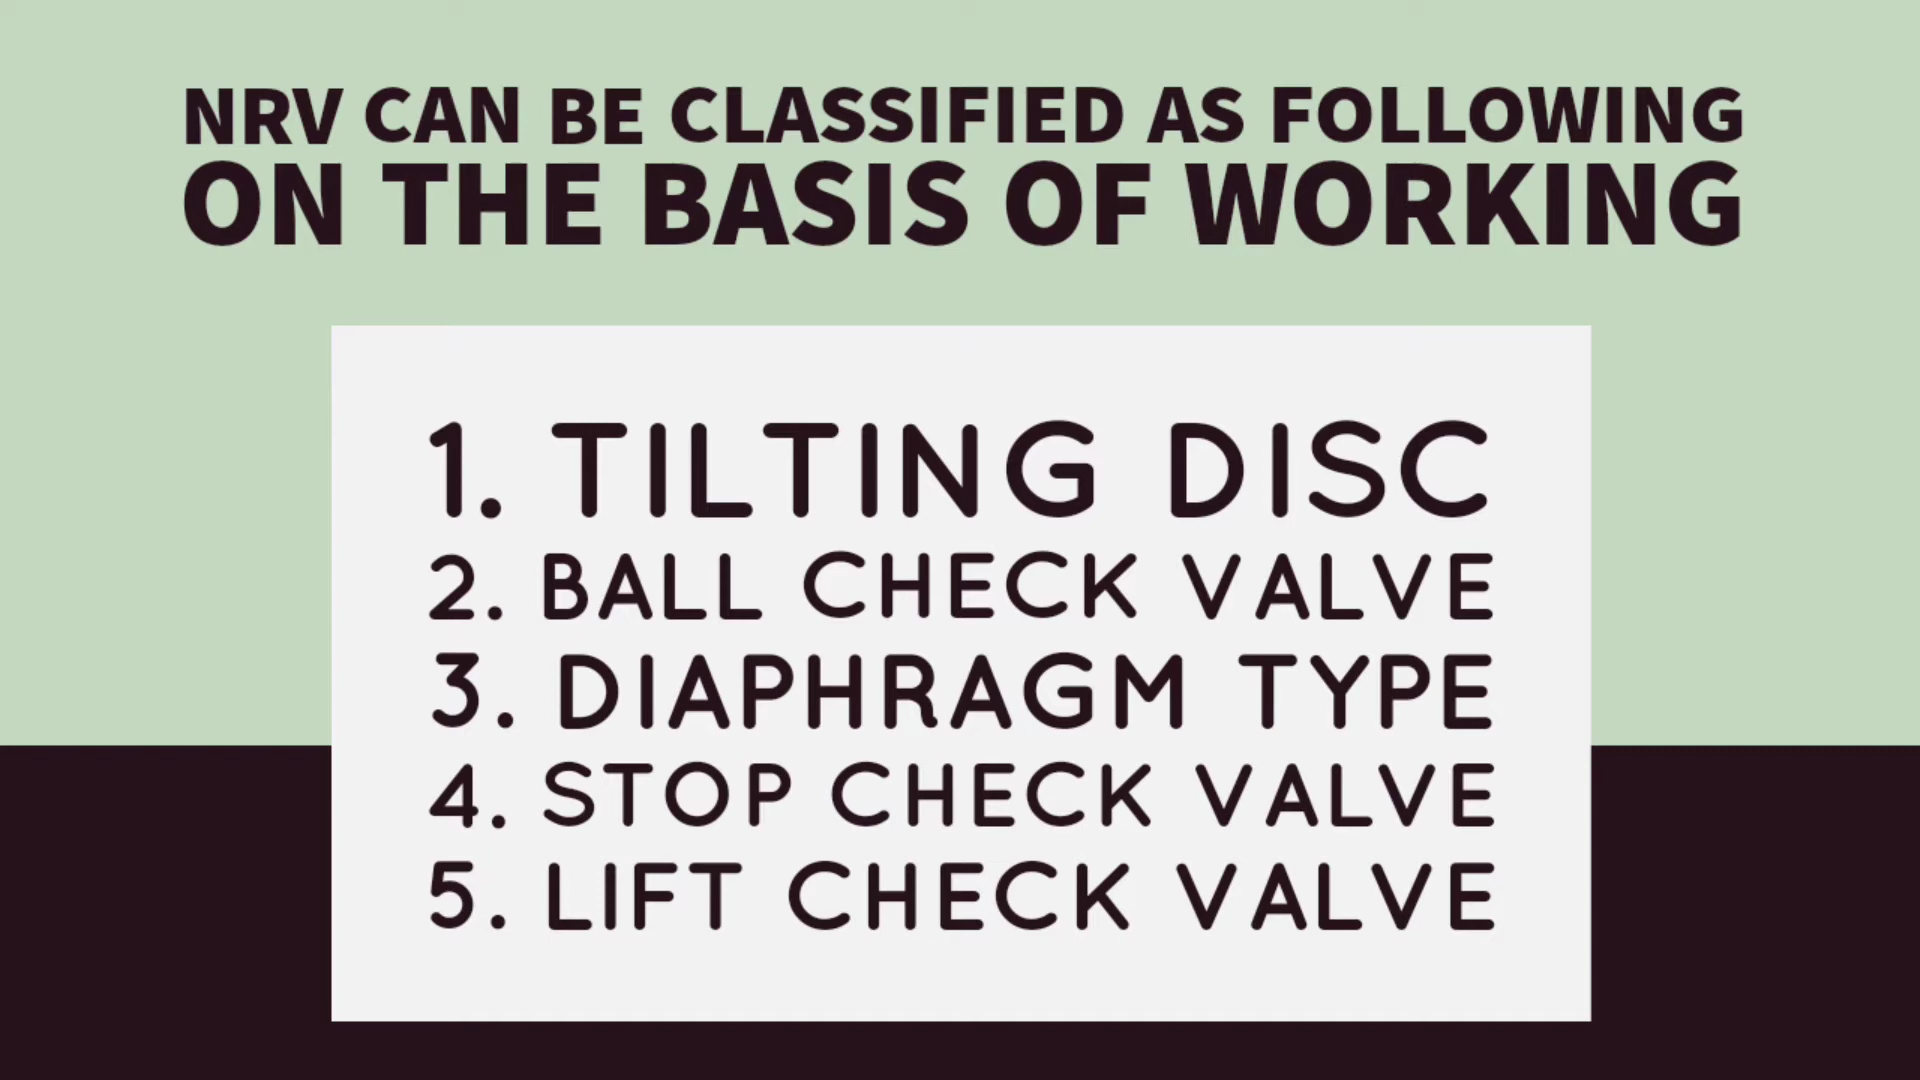 NRV CAN BE CLASSIFIED AS FOLLOWING
ON THE BASIS OF WORKING
1. TILTING DISC
2. BALL CHECK VALVE
3. DIAPHRAGM TYPE
4. STOP CHECK VALVE
5. LIFT CHECK VALVE